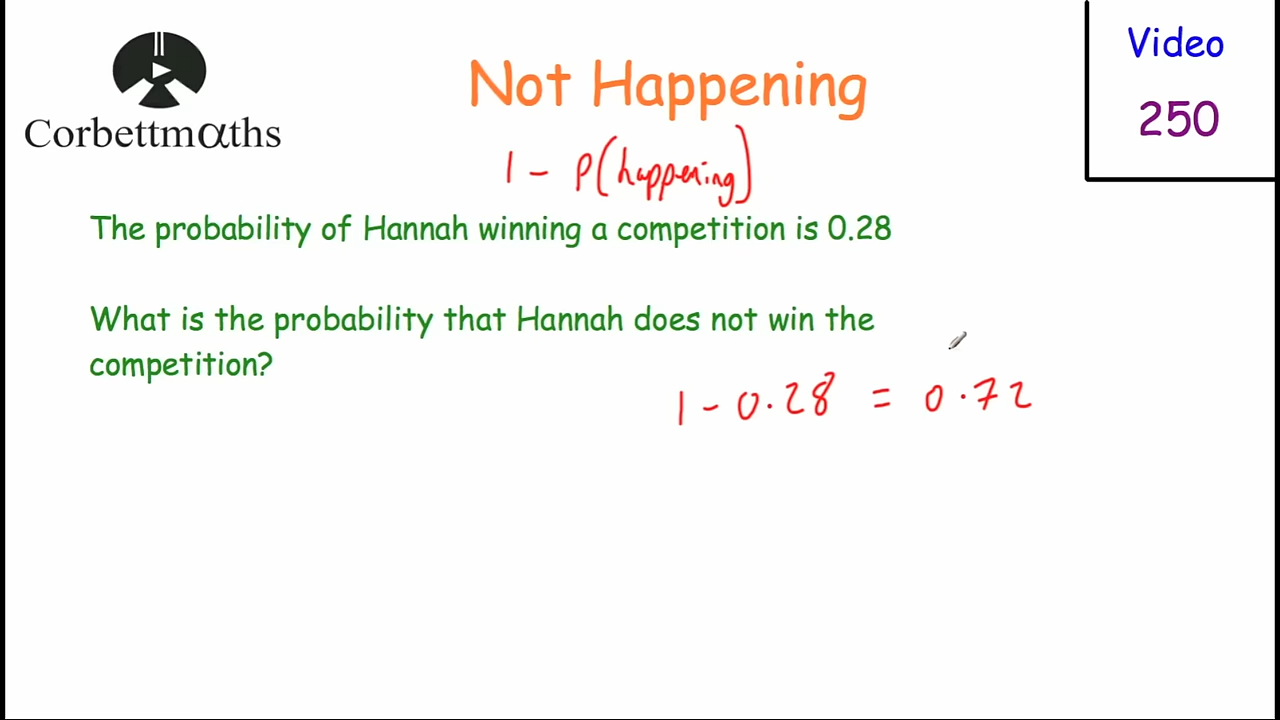 Corbettmαths
Not Happening
Video
250
1 - P(happening)
The probability of Hannah winning a competition is 0.28
What is the probability that Hannah does not win the
competition?
1 - 0.28 = 0.72